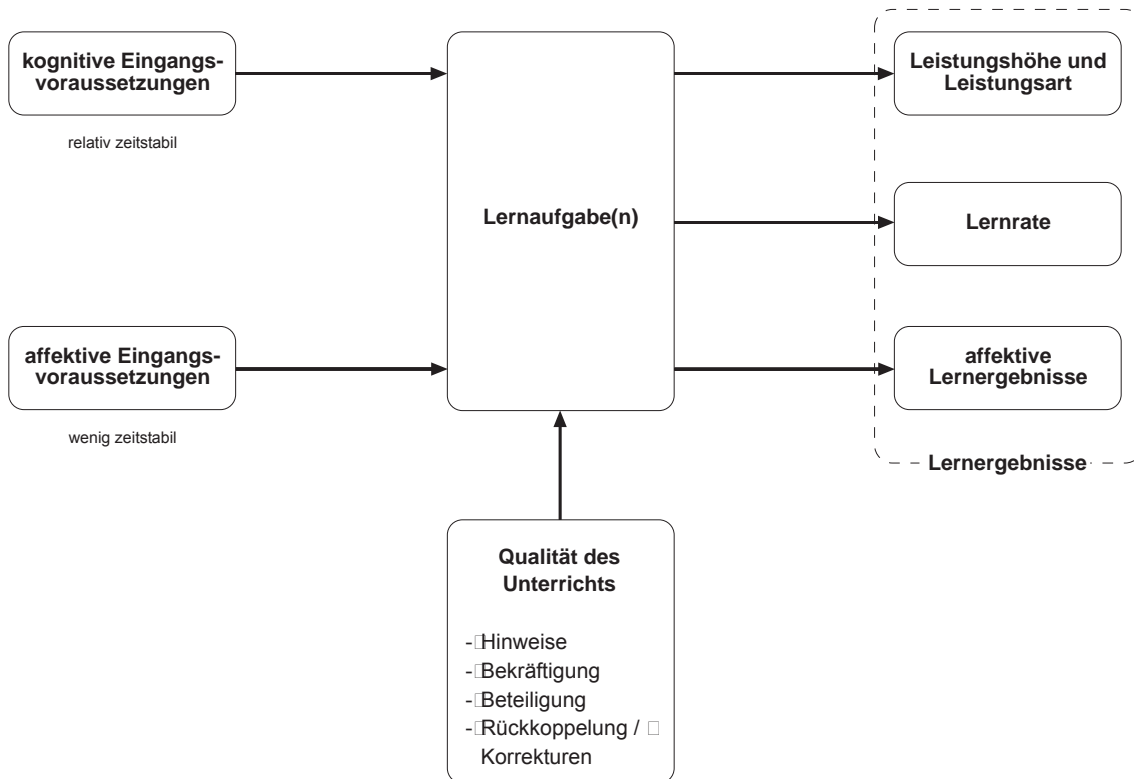 kognitive Eingangs-
voraussetzungen
relativ zeitstabil
affektive Eingangs-
voraussetzungen
wenig zeitstabil
Lernaufgabe(n)
Qualität des
Unterrichts
- Hinweise
- Bekräftigung
- Beteiligung
- Rückkoppelung /
Korrekturen
Leistungshöhe und
Leistungsart
Lernrate
affektive
Lernergebnisse
Lernergebnisse